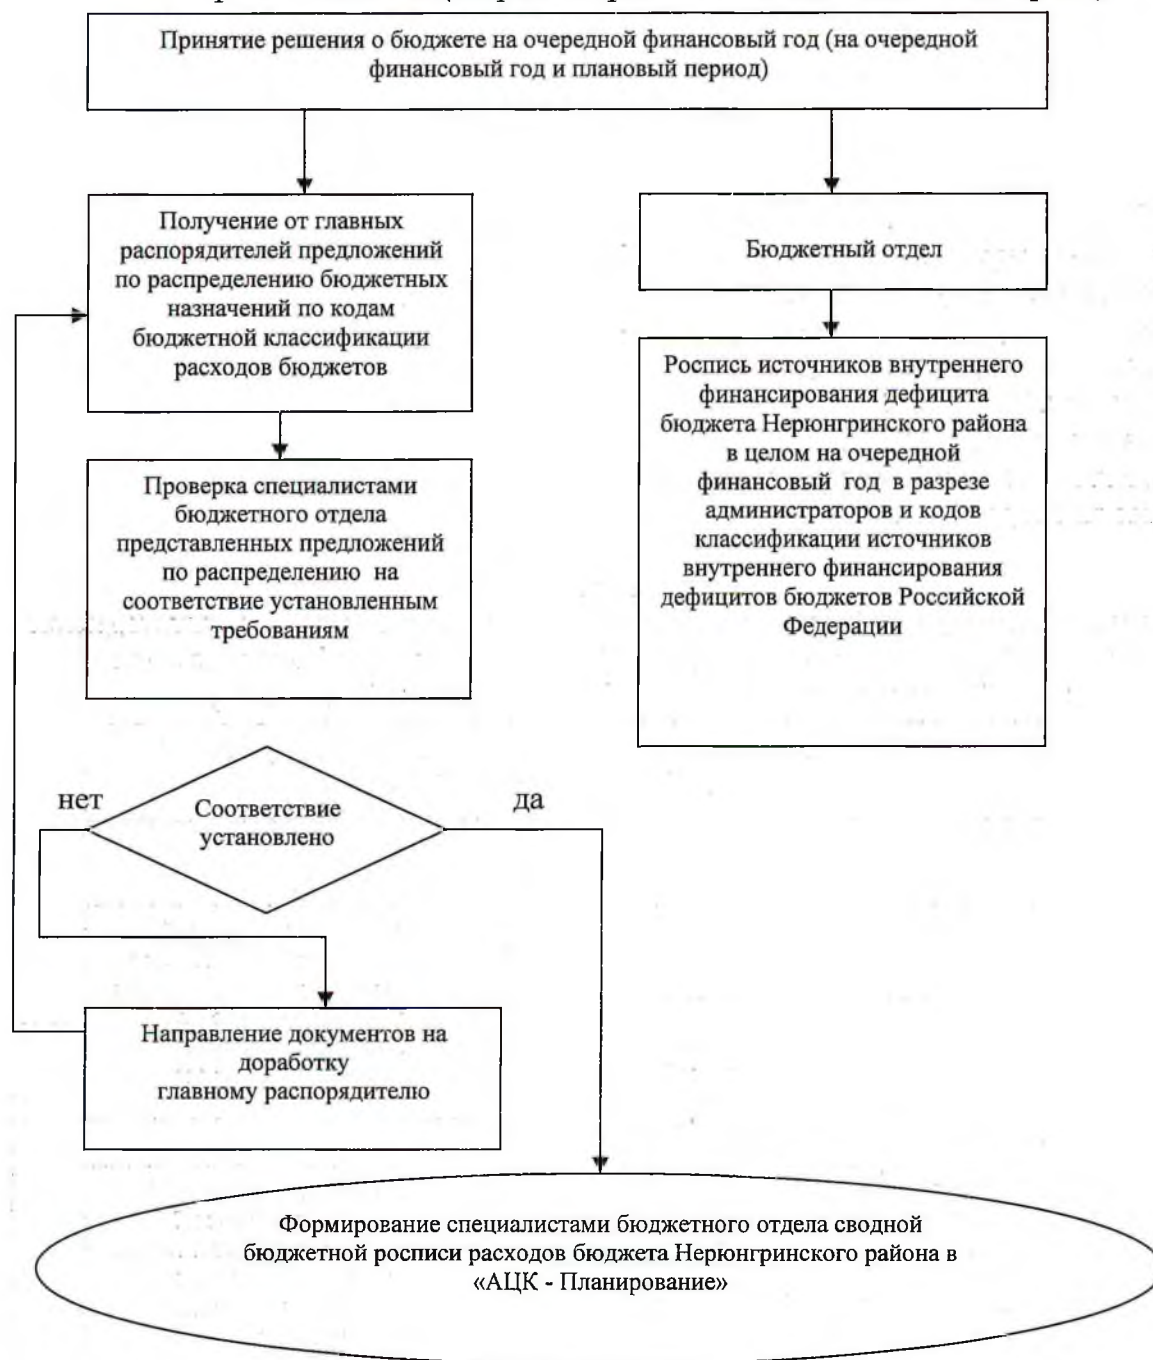 Принятие решения о бюджете на очередной финансовый год (на очередной
финансовый год и плановый период)
Получение от главных
распорядителей предложений
по распределению бюджетных
назначений по кодам
бюджетной классификации
расходов бюджетов
Бюджетный отдел
Роспись источников внутреннего
финансирования дефицита
бюджета Нерюнгринского района
в целом на очередной
финансовый год в разрезе
администраторов и кодов
классификации источников
внутреннего финансирования
дефицитов бюджетов Российской
Федерации
Проверка специалистами
бюджетного отдела
представленных предложений
по распределению на
соответствие установленным
требованиям
нет
Соответствие
установлено
да
Направление документов на
доработку
главному распорядителю
Формирование специалистами бюджетного отдела сводной
бюджетной росписи расходов бюджета Нерюнгринского района в
«АЦК - Планирование»